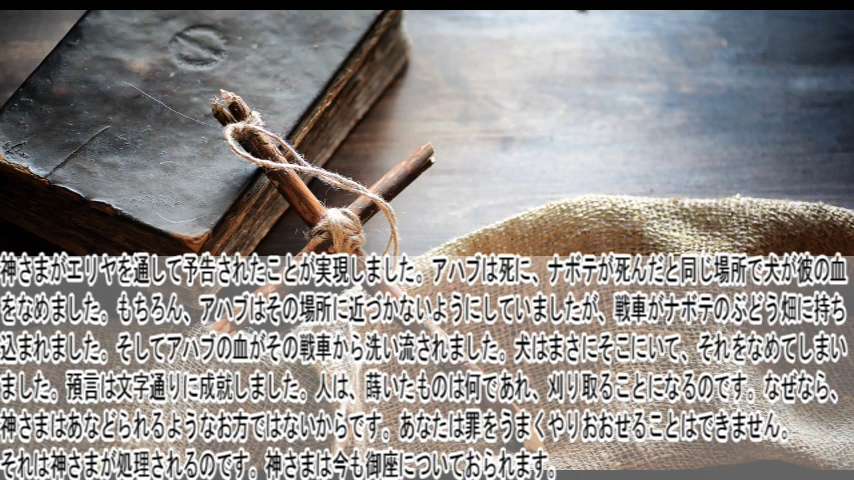 神さまがエリヤを通して予告されたことが実現しました。アハブは死に、ナボテが死んだと同じ場所で犬が彼の血
をなめました。もちろん、アハブはその場所に近づかないようにしていましたが、戦車がナボテのぶどう畑に持ち
込まれました。そしてアハブの血がその戦車から洗い流されました。犬はまさにそこにいて、それをなめてしまい
ました。預言は文字通りに成就しました。人は、蒔いたものは何であれ、刈り取ることになるのです。なぜなら、
神さまはあなどられるようなお方ではないからです。あなたは罪をうまくやりおおせることはできません。
それは神さまが処理されるのです。神さまは今も御座についておられます。